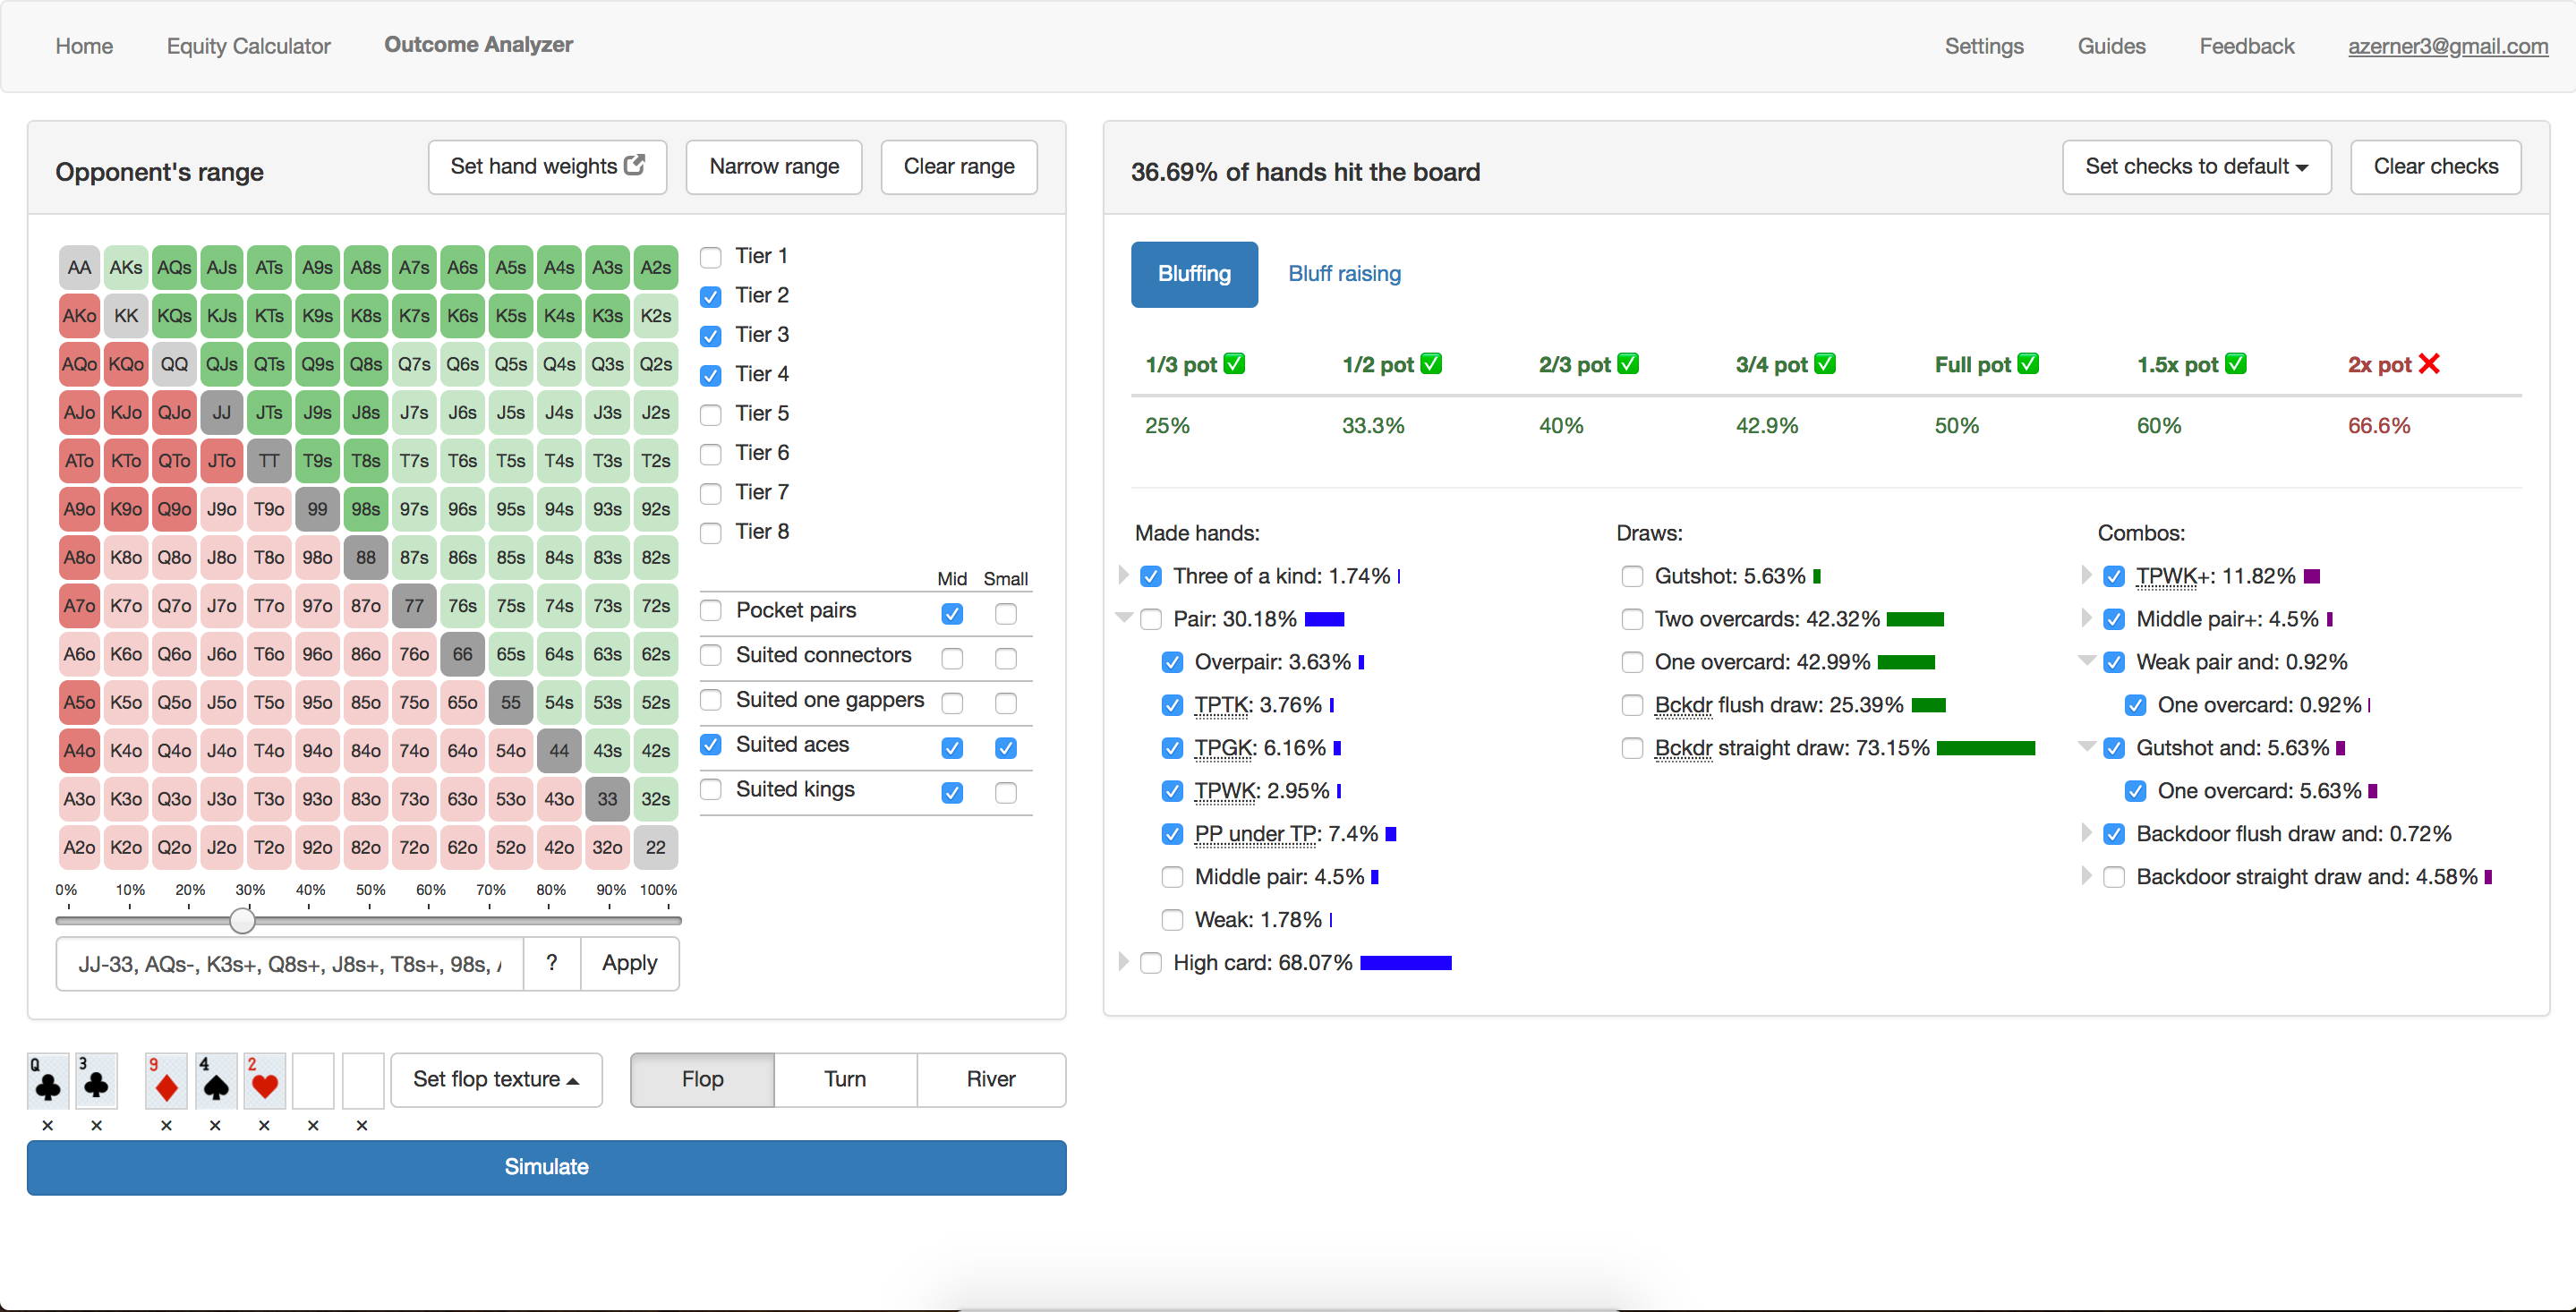 Home Equity Calculator Outcome Analyzer Settings Guides Feedback azerner3@gmail.com
Opponent's range Set hand weights Narrow range Clear range
AA AKs AQs AJs ATs A9s A8s A7s A6s A5s A4s A3s A2s
AKo KK KQs KJs KTs K9s K8s K7s K6s K5s K4s K3s K2s
AQo KQo QQ QJs QTs Q9s Q8s Q7s Q6s Q5s Q4s Q3s Q2s
AJo KJo QJo JJ JTs J9s J8s J7s J6s J5s J4s J3s J2s
ATo KTo QTo JTo TT T9s T8s T7s T6s T5s T4s T3s T2s
A9o K9o Q9o J9o T9o 99 98s 97s 96s 95s 94s 93s 92s
A8o K8o Q8o J8o T8o 98o 88 87s 86s 85s 84s 83s 82s
A7o K7o Q7o J7o T7o 97o 87o 77 76s 75s 74s 73s 72s
A6o K6o Q6o J6o T6o 96o 86o 76o 66 65s 64s 63s 62s
A5o K5o Q5o J5o T5o 95o 85o 75o 65o 55 54s 53s 52s
A4o K4o Q4o J4o T4o 94o 84o 74o 64o 54o 44 43s 42s
A3o K3o Q3o J3o T3o 93o 83o 73o 63o 53o 43o 33 32s
A2o K2o Q2o J2o T2o 92o 82o 72o 62o 52o 42o 32o 22
0% 10% 20% 30% 40% 50% 60% 70% 80% 90% 100%
JJ-33, AQs-, K3s+, Q8s+, J8s+, T8s+, 98s, ? Apply
Tier 1
Tier 2
Tier 3
Tier 4
Tier 5
Tier 6
Tier 7
Tier 8
Mid Small
Pocket pairs
Suited connectors
Suited one gappers
Suited aces
Suited kings
Q 3 9 4 2 Set flop texture Flop Turn River
× × × × × × ×
Simulate
36.69% of hands hit the board Set checks to default Clear checks
Bluffing Bluff raising
1/3 pot 1/2 pot 2/3 pot 3/4 pot Full pot 1.5x pot 2x pot
25% 33.3% 40% 42.9% 50% 60% 66.6%
Made hands:
Three of a kind: 1.74%
Pair: 30.18%
Overpair: 3.63%
TPTK: 3.76%
TPGK: 6.16%
TPWK: 2.95%
PP under TP: 7.4%
Middle pair: 4.5%
Weak: 1.78%
High card: 68.07%
Draws:
Gutshot: 5.63%
Two overcards: 42.32%
One overcard: 42.99%
Bckdr flush draw: 25.39%
Bckdr straight draw: 73.15%
Combos:
TPWK+: 11.82%
Middle pair+: 4.5%
Weak pair and: 0.92%
One overcard: 0.92%
Gutshot and: 5.63%
One overcard: 5.63%
Backdoor flush draw and: 0.72%
Backdoor straight draw and: 4.58%